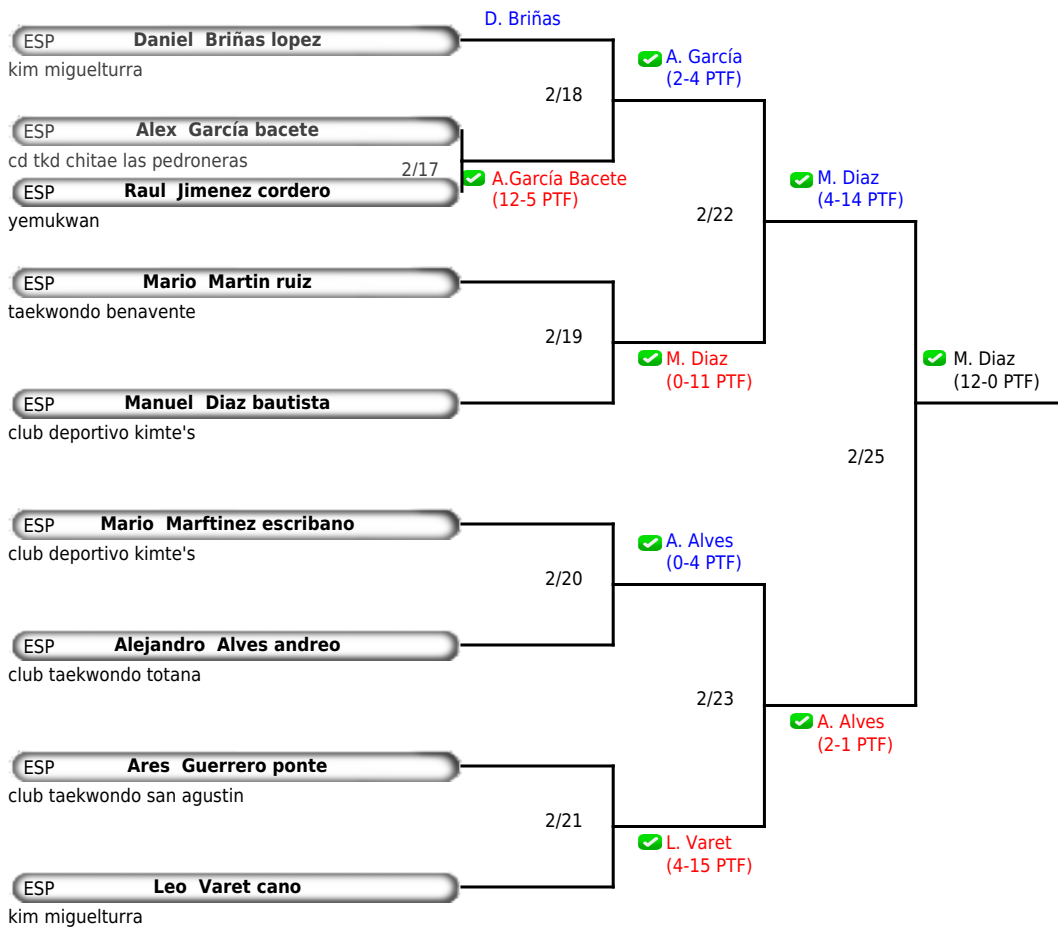 D. Briñas
ESP Daniel Briñas lopez
kim miguelturra
A. García
(2-4 PTF)
2/18
ESP Alex García bacete
cd tkd chitae las pedroneras
2/17
A.García Bacete
(12-5 PTF)
ESP Raul Jimenez cordero
yemukwan
M. Diaz
(4-14 PTF)
2/22
ESP Mario Martin ruiz
taekwondo benavente
2/19
M. Diaz
(0-11 PTF)
M. Diaz
(12-0 PTF)
ESP Manuel Diaz bautista
club deportivo kimte's
2/25
ESP Mario Marftinez escribano
club deportivo kimte's
A. Alves
(0-4 PTF)
2/20
ESP Alejandro Alves andreo
club taekwondo totana
2/23
A. Alves
(2-1 PTF)
ESP Ares Guerrero ponte
club taekwondo san agustin
2/21
L. Varet
(4-15 PTF)
ESP Leo Varet cano
kim miguelturra